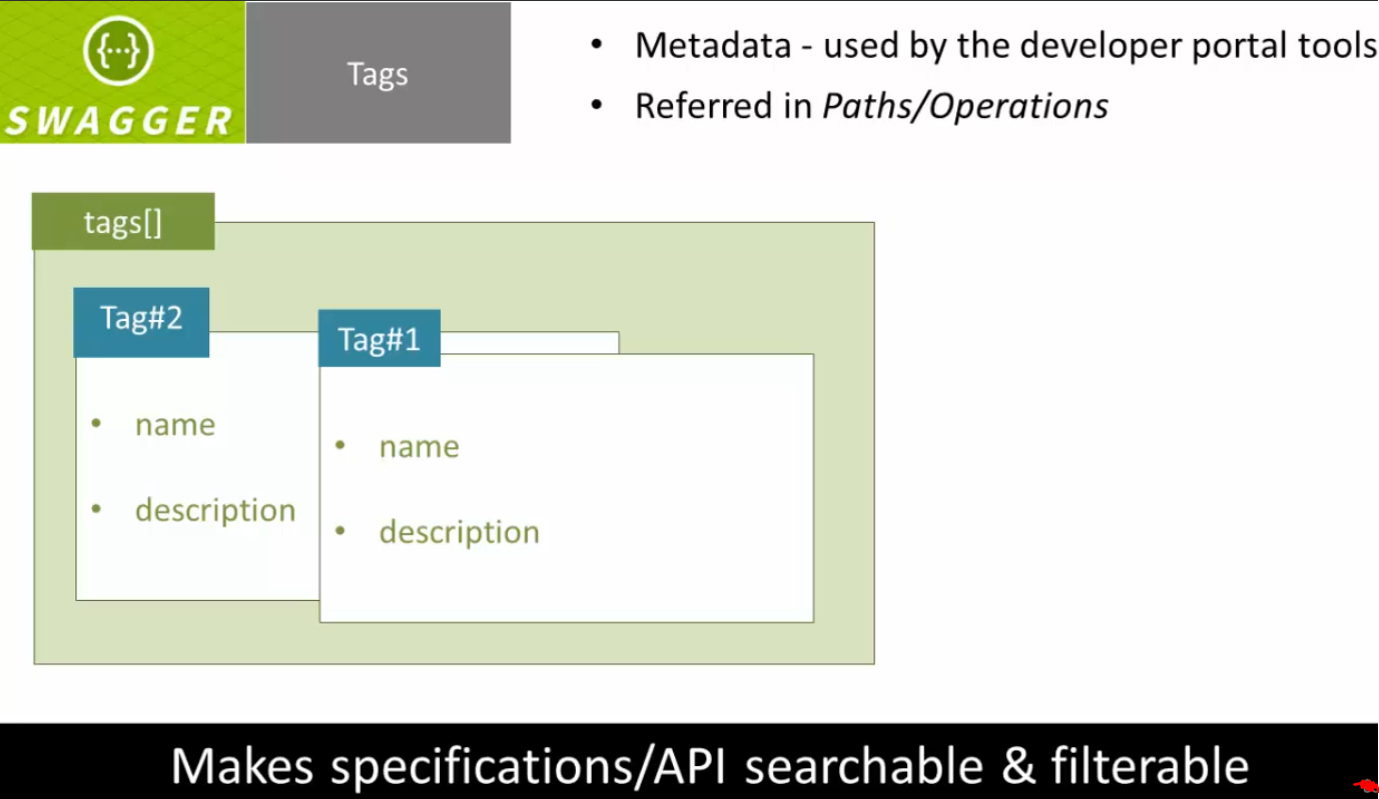 {···}
SWAGGER
Tags
• Metadata - used by the developer portal tools
• Referred in Paths/Operations
tags[]
Tag#2
• name
• description
Tag#1
• name
• description
Makes specifications/API searchable & filterable